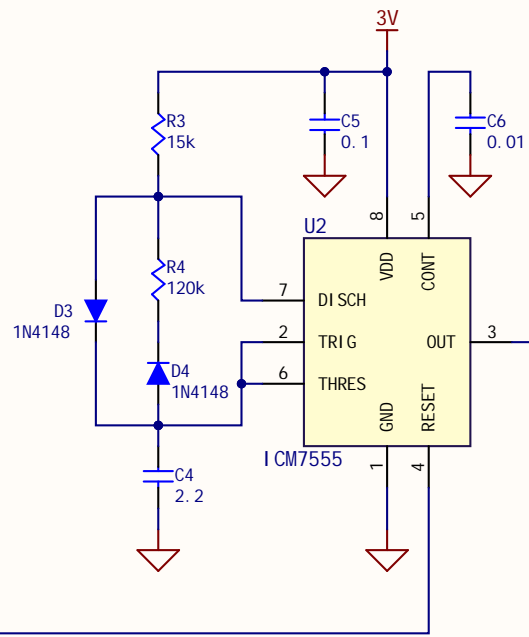 3V
R3
15k
C5
0.1
C6
0.01
U2
8
5
VDD
CONT
R4
120k
D3
1N4148
7
DISCH
2
TRIG
OUT
3
D4
1N4148
6
THRES
GND
RESET
ICM7555
1
4
C4
2.2